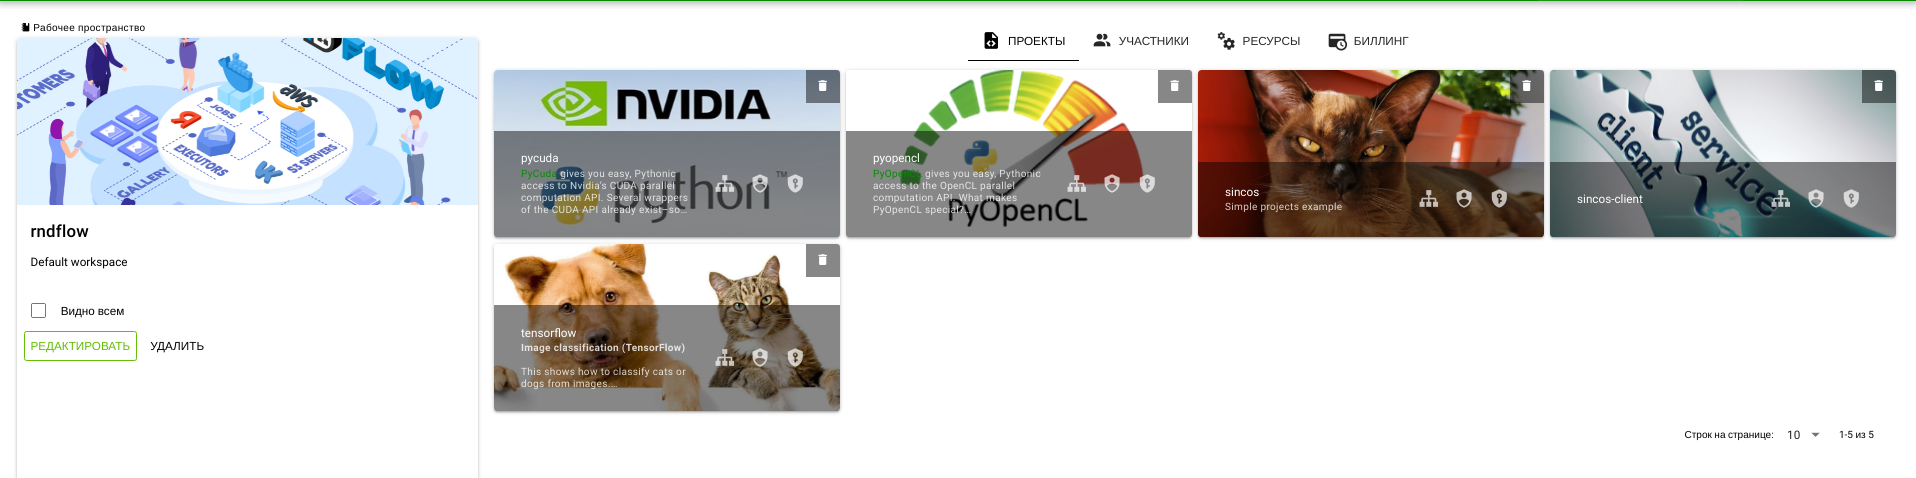 Рабочее пространство
CUSTOMERS
FLOW
aws
JOBS
Я
EXECUTORS
S3 SERVERS
GALLERY
rndflow
Default workspace
Видно всем
РЕДАКТИРОВАТЬ
УДАЛИТЬ
ПРОЕКТЫ
УЧАСТНИКИ
РЕСУРСЫ
БИЛЛИНГ
NVIDIA
python™
pycuda
PyCuda gives you easy, Pythonic
access to Nvidia's CUDA parallel
computation API. Several wrappers
of the CUDA API already exist–so…
PyOpenCL
pyopencl
PyOpenCL gives you easy, Pythonic
access to the OpenCL parallel
computation API. What makes
PyOpenCL special?…
sincos
Simple projects example
client
service
sincos-client
tensorflow
Image classification (TensorFlow)
This shows how to classify cats or
dogs from images.…
Строк на странице:
10
1-5 из 5